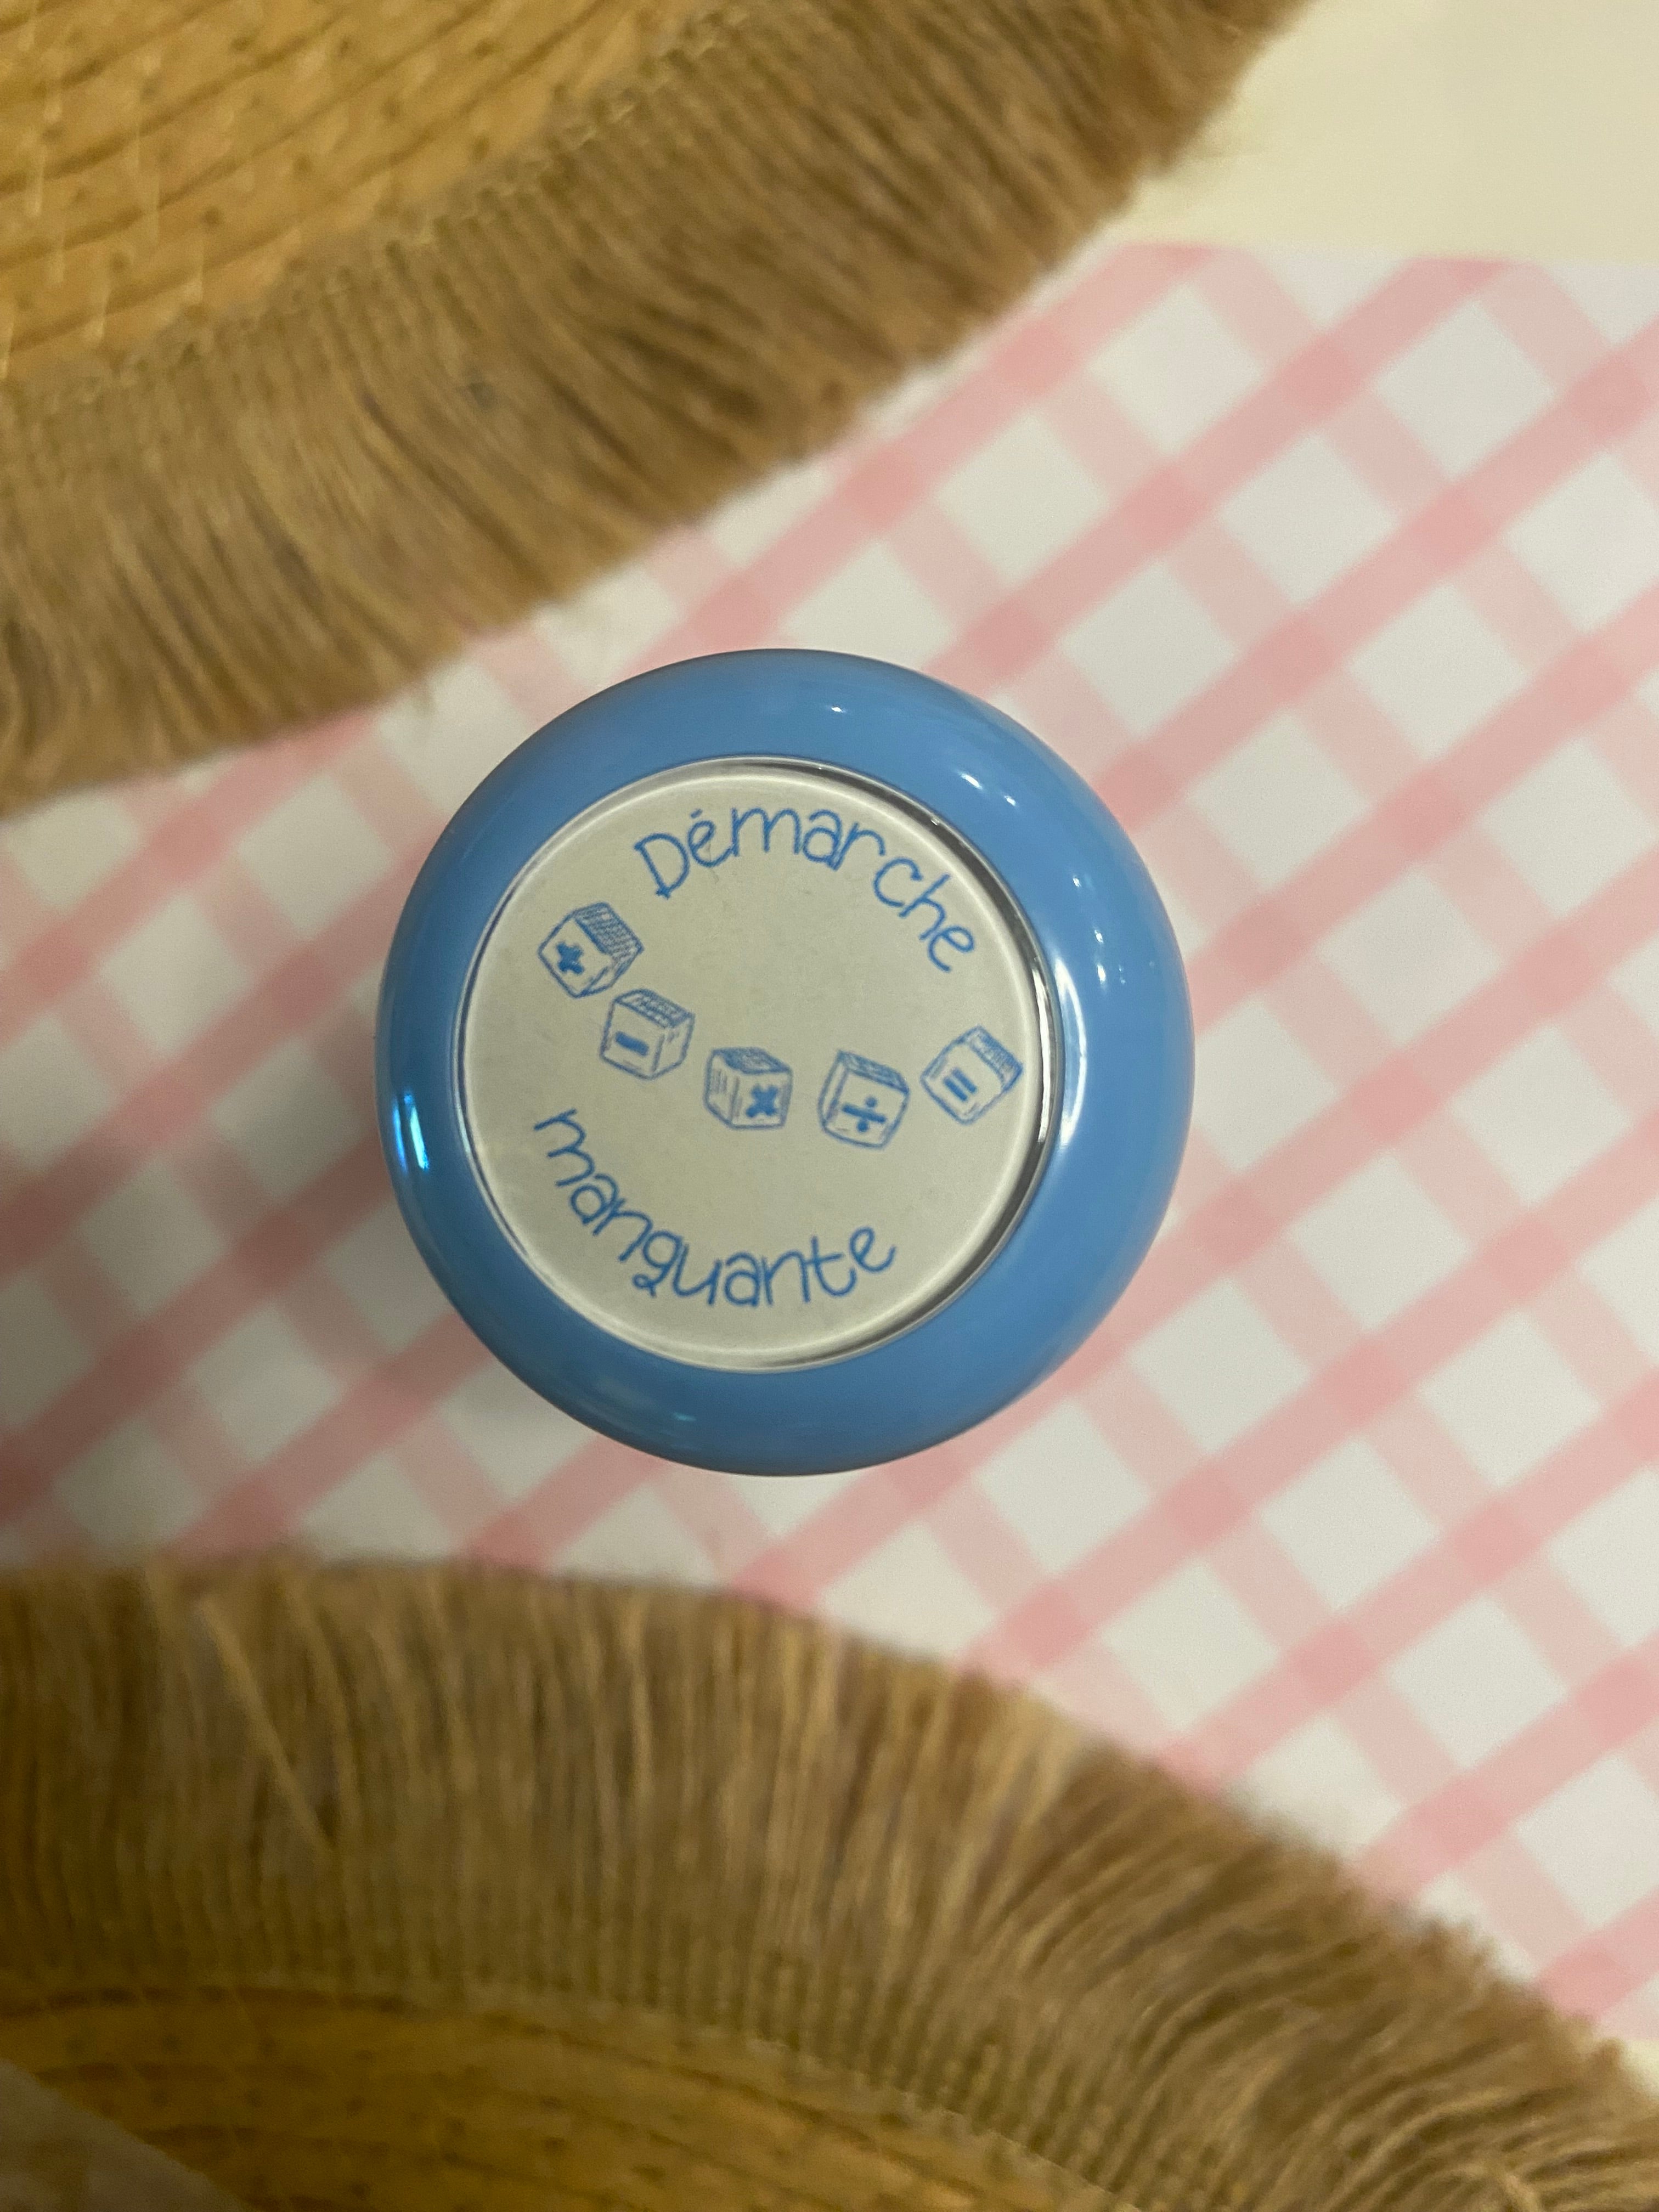 Démarche
+ - × ÷ =
manquante